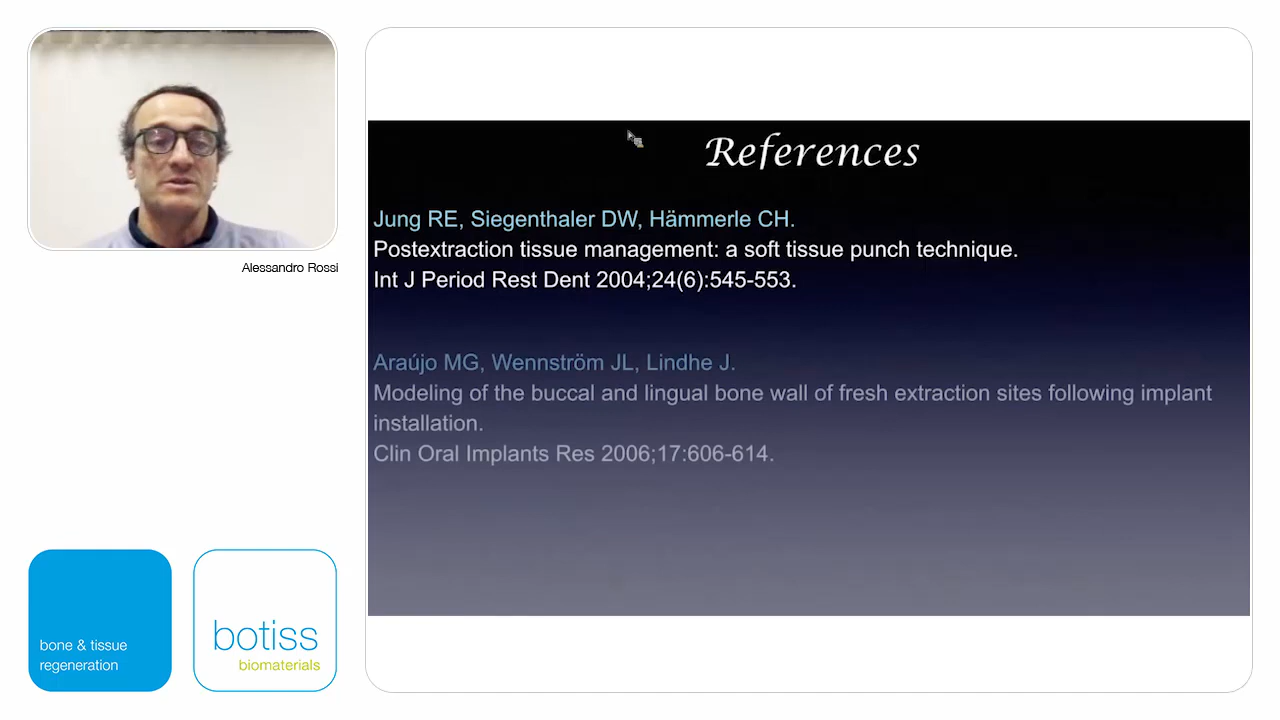 Alessandro Rossi
References
Jung RE, Siegenthaler DW, Hämmerle CH.
Postextraction tissue management: a soft tissue punch technique.
Int J Period Rest Dent 2004;24(6):545-553.
Araújo MG, Wennström JL, Lindhe J.
Modeling of the buccal and lingual bone wall of fresh extraction sites following implant
installation.
Clin Oral Implants Res 2006;17:606-614.
bone & tissue
regeneration
botiss
biomaterials